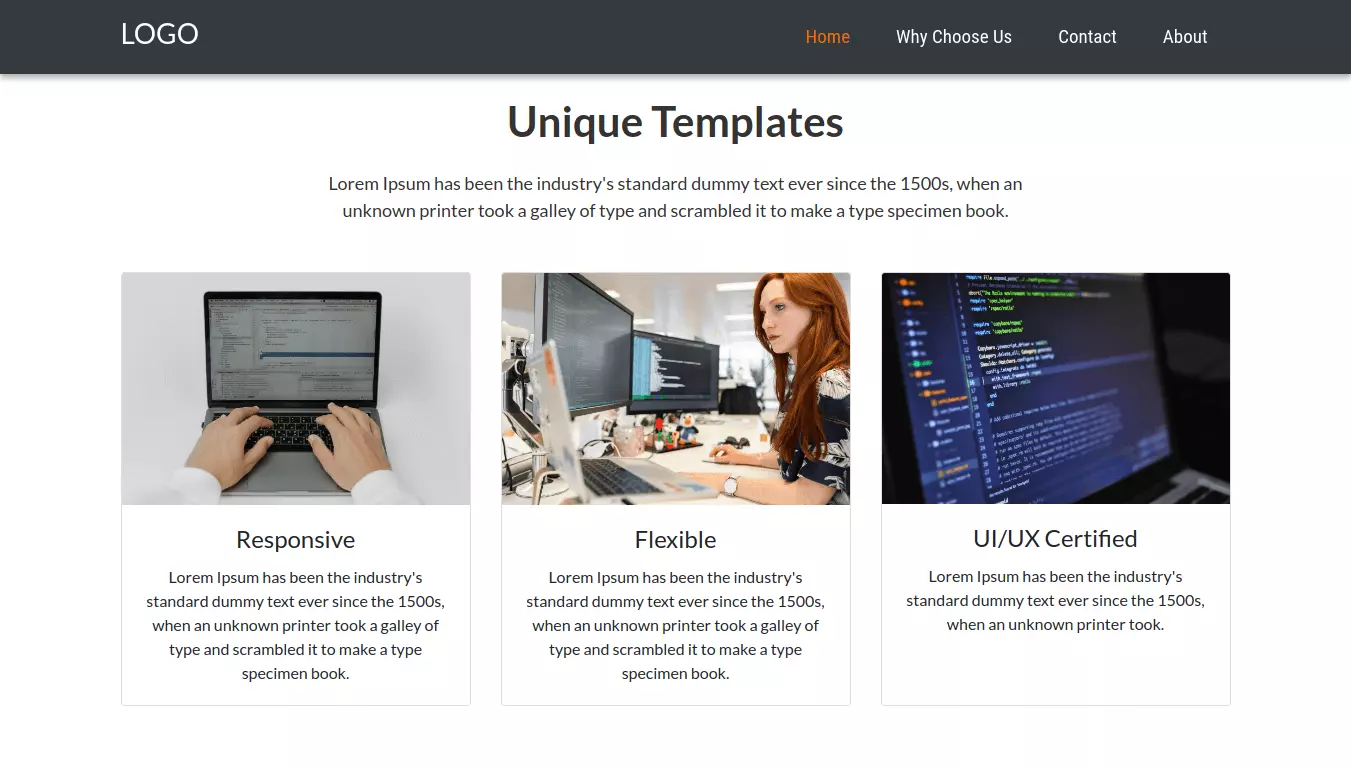 LOGO
Home Why Choose Us Contact About
Unique Templates
Lorem Ipsum has been the industry's standard dummy text ever since the 1500s, when an
unknown printer took a galley of type and scrambled it to make a type specimen book.
Responsive
Lorem Ipsum has been the industry's
standard dummy text ever since the 1500s,
when an unknown printer took a galley of
type and scrambled it to make a type
specimen book.
Flexible
Lorem Ipsum has been the industry's
standard dummy text ever since the 1500s,
when an unknown printer took a galley of
type and scrambled it to make a type
specimen book.
UI/UX Certified
Lorem Ipsum has been the industry's
standard dummy text ever since the 1500s,
when an unknown printer took.